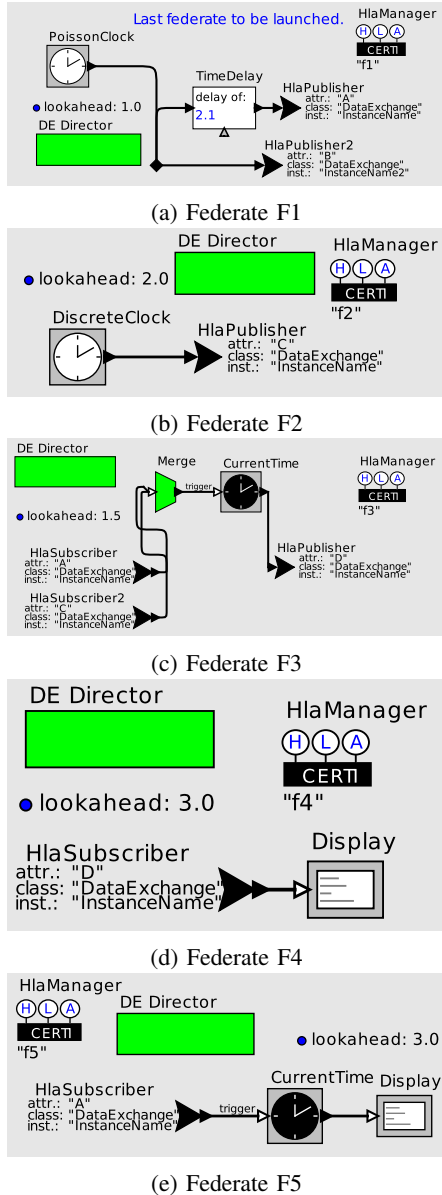 Last federate to be launched.
HlaManager
H L A
CERTI
"f1"
PoissonClock
TimeDelay
delay of:
2.1
HlaPublisher
attr.: "A"
class: "DataExchange"
inst.: "InstanceName"
lookahead: 1.0
DE Director
HlaPublisher2
attr.: "B"
class: "DataExchange"
inst.: "InstanceName2"
(a) Federate F1
DE Director
HlaManager
H L A
CERTI
"f2"
lookahead: 2.0
DiscreteClock
HlaPublisher
attr.: "C"
class: "DataExchange"
inst.: "InstanceName"
(b) Federate F2
DE Director
Merge
CurrentTime
trigger
HlaManager
H L A
CERTI
"f3"
lookahead: 1.5
HlaSubscriber
attr.: "A"
class: "DataExchange"
inst.: "InstanceName"
HlaPublisher
attr.: "D"
class: "DataExchange"
inst.: "InstanceName"
HlaSubscriber2
attr.: "C"
class: "DataExchange"
inst.: "InstanceName"
(c) Federate F3
DE Director
HlaManager
H L A
CERTI
"f4"
lookahead: 3.0
HlaSubscriber
attr.: "D"
class: "DataExchange"
inst.: "InstanceName"
Display
(d) Federate F4
HlaManager
H L A
CERTI
"f5"
DE Director
lookahead: 3.0
HlaSubscriber
attr.: "A"
class: "DataExchange"
inst.: "InstanceName"
trigger
CurrentTime
Display
(e) Federate F5